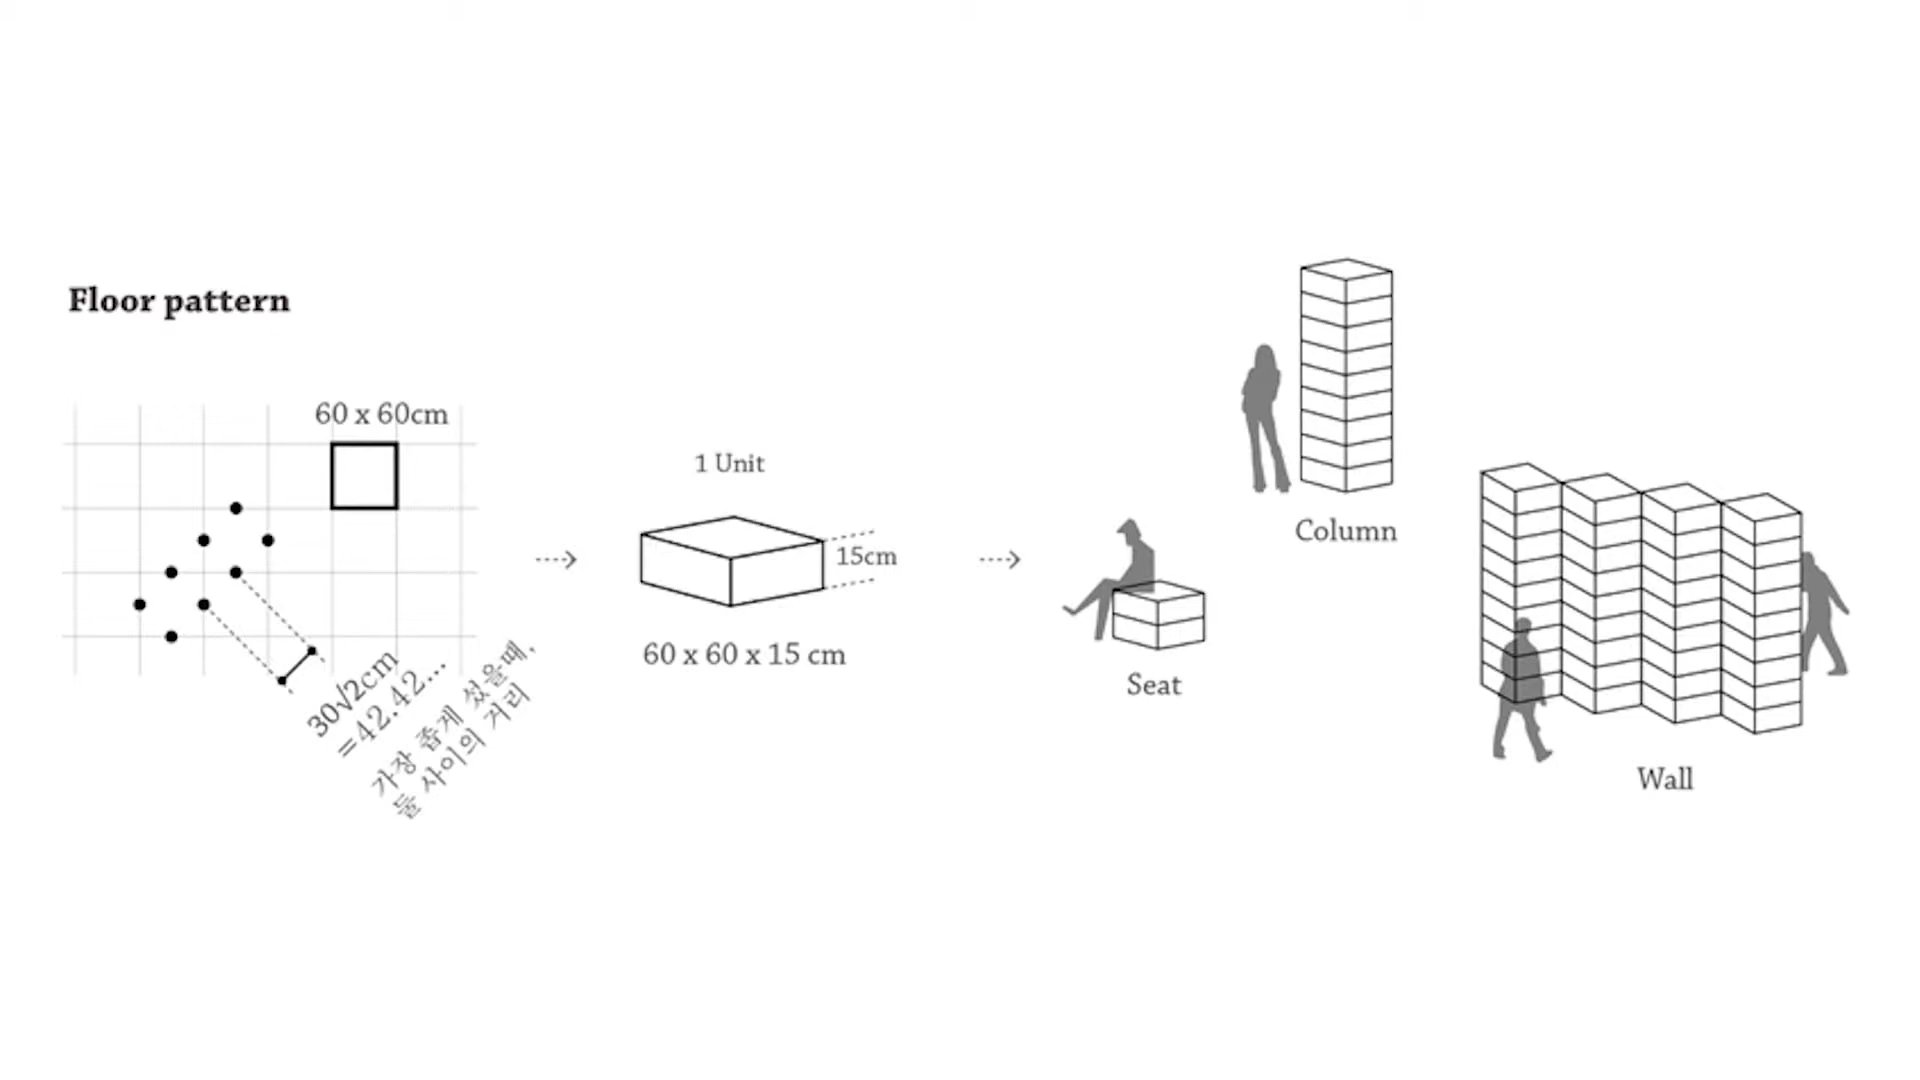 Floor pattern
60 x 60cm
30√2cm
=42.42...
가장 좁게 섰을때,
둘 사이의 거리
1 Unit
15cm
60 x 60 x 15 cm
Seat
Column
Wall